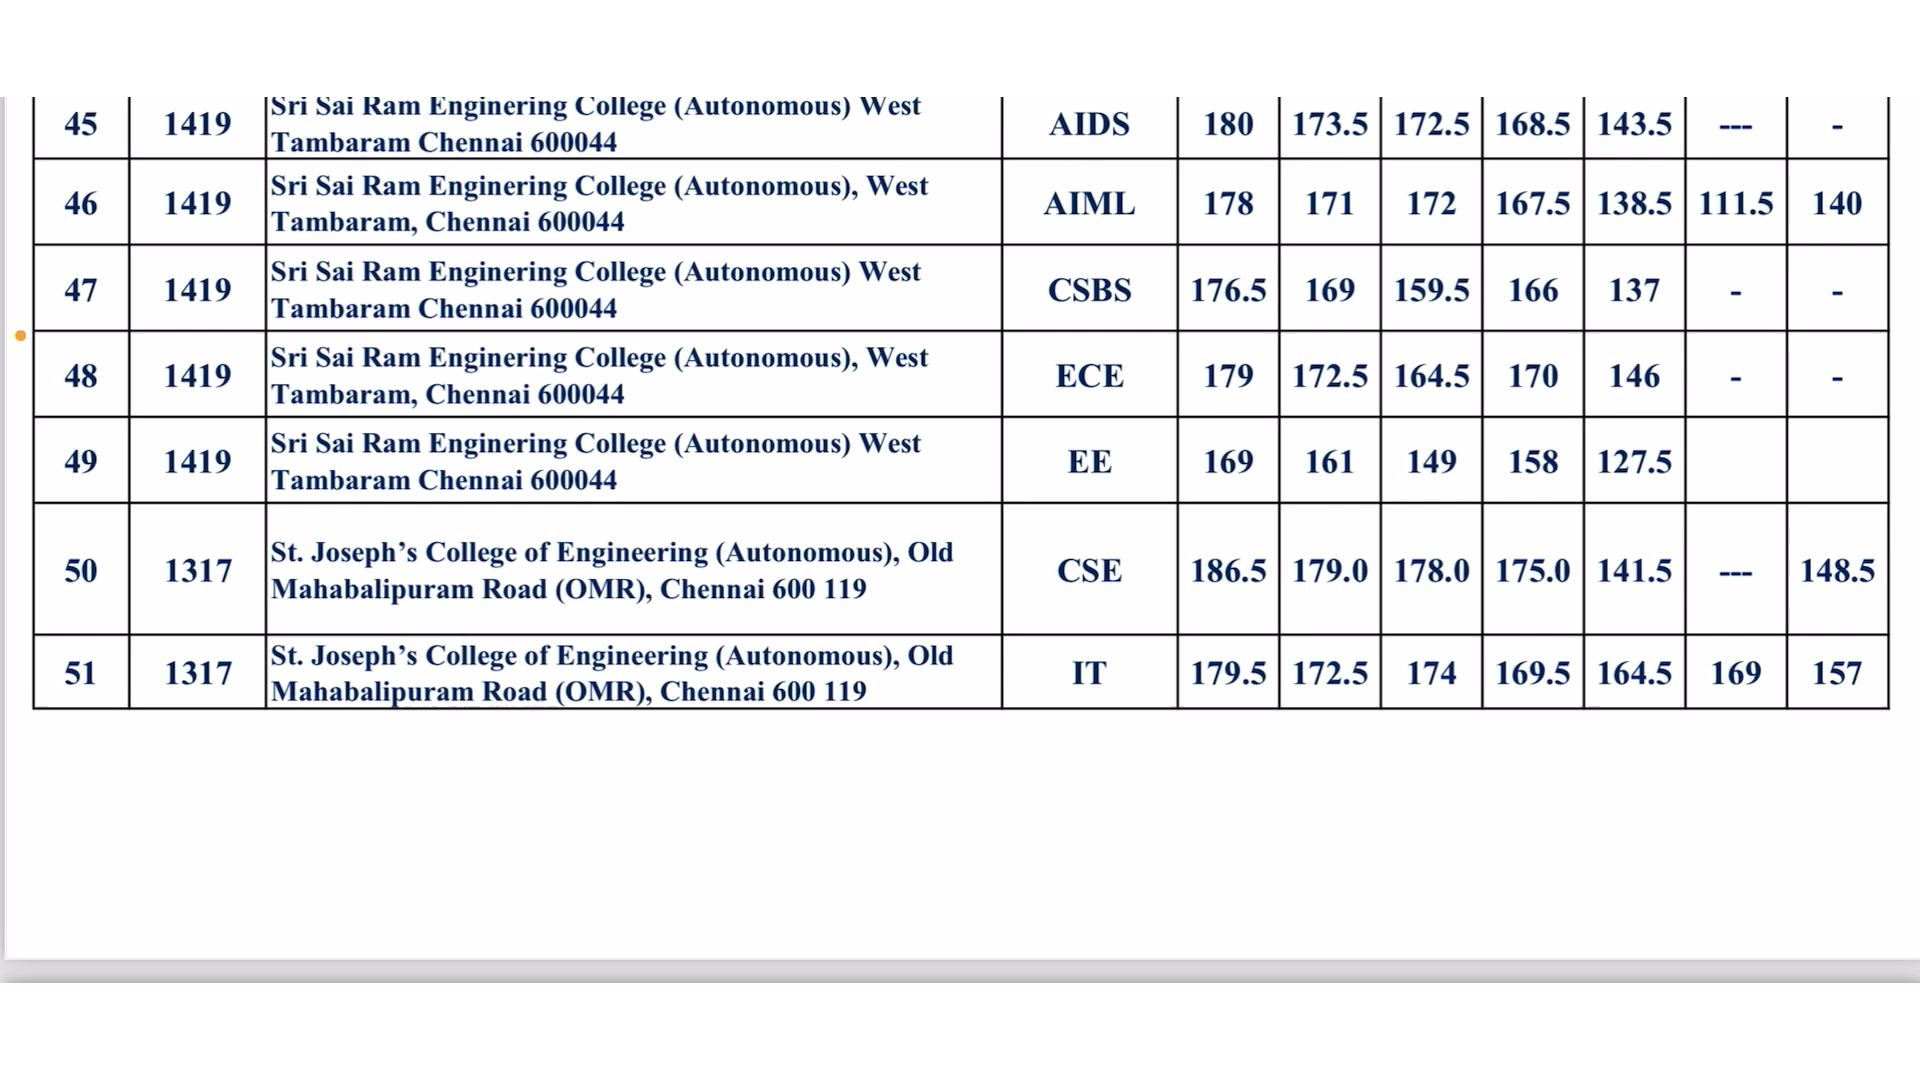 45 1419 Sri Sai Ram Enginering College (Autonomous) West Tambaram Chennai 600044 AIDS 180 173.5 172.5 168.5 143.5 --- -
46 1419 Sri Sai Ram Enginering College (Autonomous), West Tambaram, Chennai 600044 AIML 178 171 172 167.5 138.5 111.5 140
47 1419 Sri Sai Ram Enginering College (Autonomous) West Tambaram Chennai 600044 CSBS 176.5 169 159.5 166 137 - -
48 1419 Sri Sai Ram Enginering College (Autonomous), West Tambaram, Chennai 600044 ECE 179 172.5 164.5 170 146 - -
49 1419 Sri Sai Ram Enginering College (Autonomous) West Tambaram Chennai 600044 EE 169 161 149 158 127.5
50 1317 St. Joseph’s College of Engineering (Autonomous), Old Mahabalipuram Road (OMR), Chennai 600 119 CSE 186.5 179.0 178.0 175.0 141.5 --- 148.5
51 1317 St. Joseph’s College of Engineering (Autonomous), Old Mahabalipuram Road (OMR), Chennai 600 119 IT 179.5 172.5 174 169.5 164.5 169 157